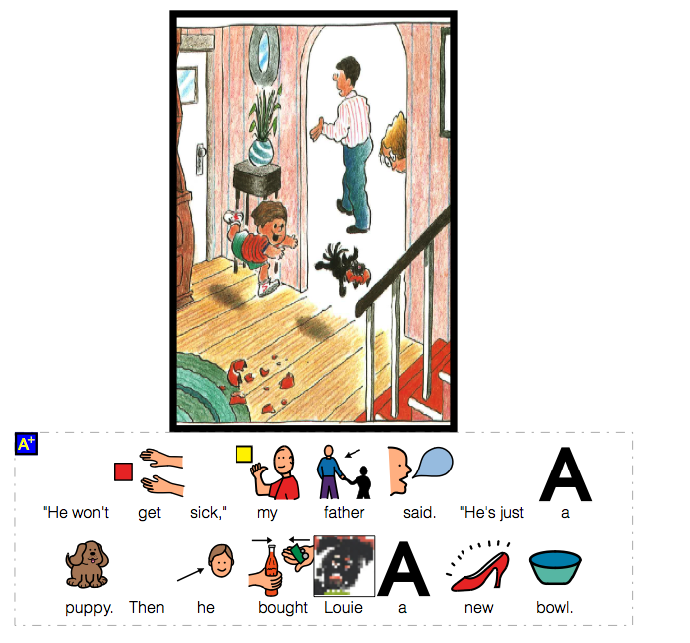 A+
"He won't get sick," my father said. "He's just a
puppy. Then he bought Louie a new bowl.